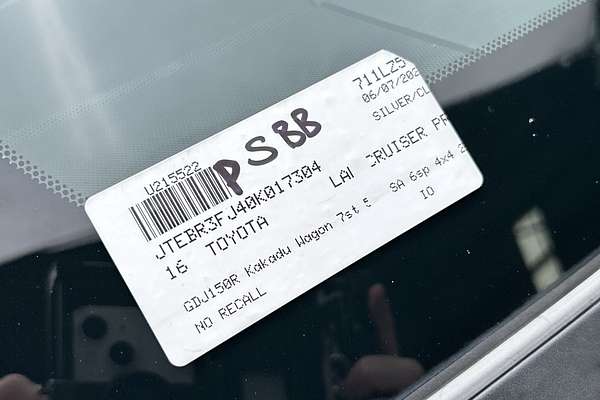 PSBB
U215522
711LZ5
06/07/202
SILVER/CL
JTEBR3FJ40K017304
16 TOYOTA LAN CRUISER PR
GDJ150R Kakadu Wagon 7st 5 SA 6sp 4x4 2
NO RECALL IO